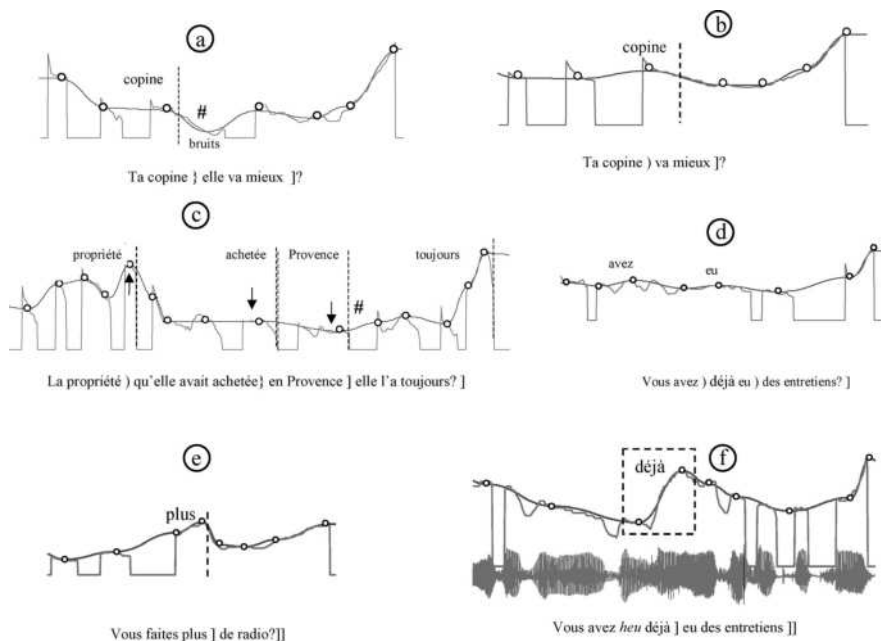 a
copine
#
bruits
Ta copine } elle va mieux ]?
b
copine
Ta copine ) va mieux ]?
c
propriété achetée Provence toujours
#
La propriété ) qu'elle avait achetée} en Provence ] elle l'a toujours? ]
d
avez eu
Vous avez ) déjà eu ) des entretiens? ]
e
plus
Vous faites plus ] de radio?]]
f
déjà
Vous avez heu déjà ] eu des entretiens ]]